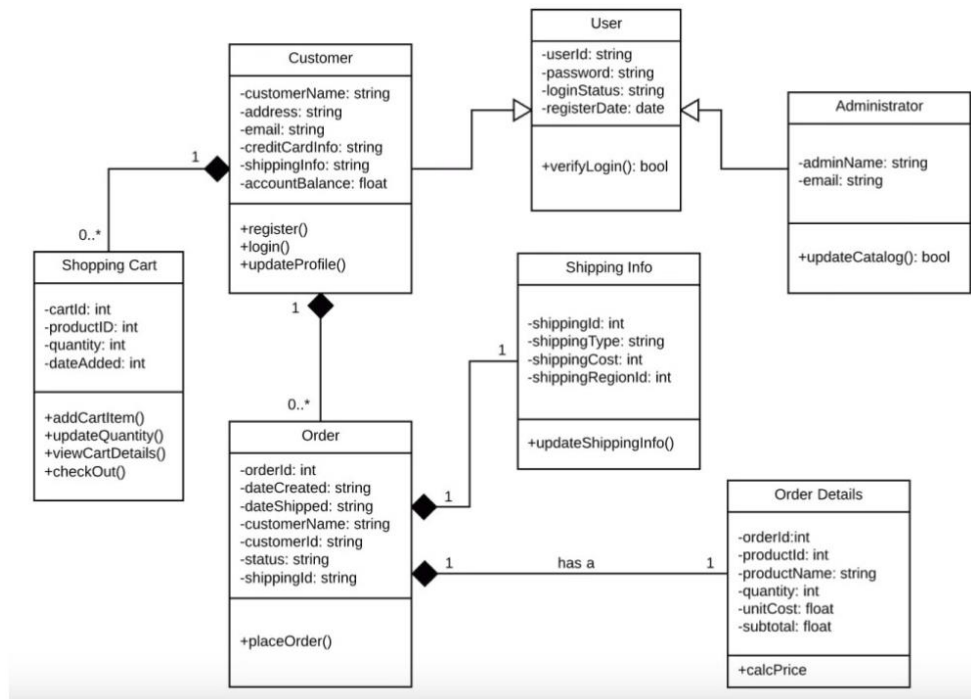 User
-userId: string
-password: string
-loginStatus: string
-registerDate: date
+verifyLogin(): bool
Customer
-customerName: string
-address: string
-email: string
-creditCardInfo: string
-shippingInfo: string
-accountBalance: float
+register()
+login()
+updateProfile()
Administrator
-adminName: string
-email: string
+updateCatalog(): bool
1
0..*
Shopping Cart
-cartId: int
-productID: int
-quantity: int
-dateAdded: int
+addCartItem()
+updateQuantity()
+viewCartDetails()
+checkOut()
1
0..*
Shipping Info
-shippingId: int
-shippingType: string
-shippingCost: int
-shippingRegionId: int
+updateShippingInfo()
1
1
Order
-orderId: int
-dateCreated: string
-dateShipped: string
-customerName: string
-customerId: string
-status: string
-shippingId: string
+placeOrder()
1
has a
1
Order Details
-orderId:int
-productId: int
-productName: string
-quantity: int
-unitCost: float
-subtotal: float
+calcPrice